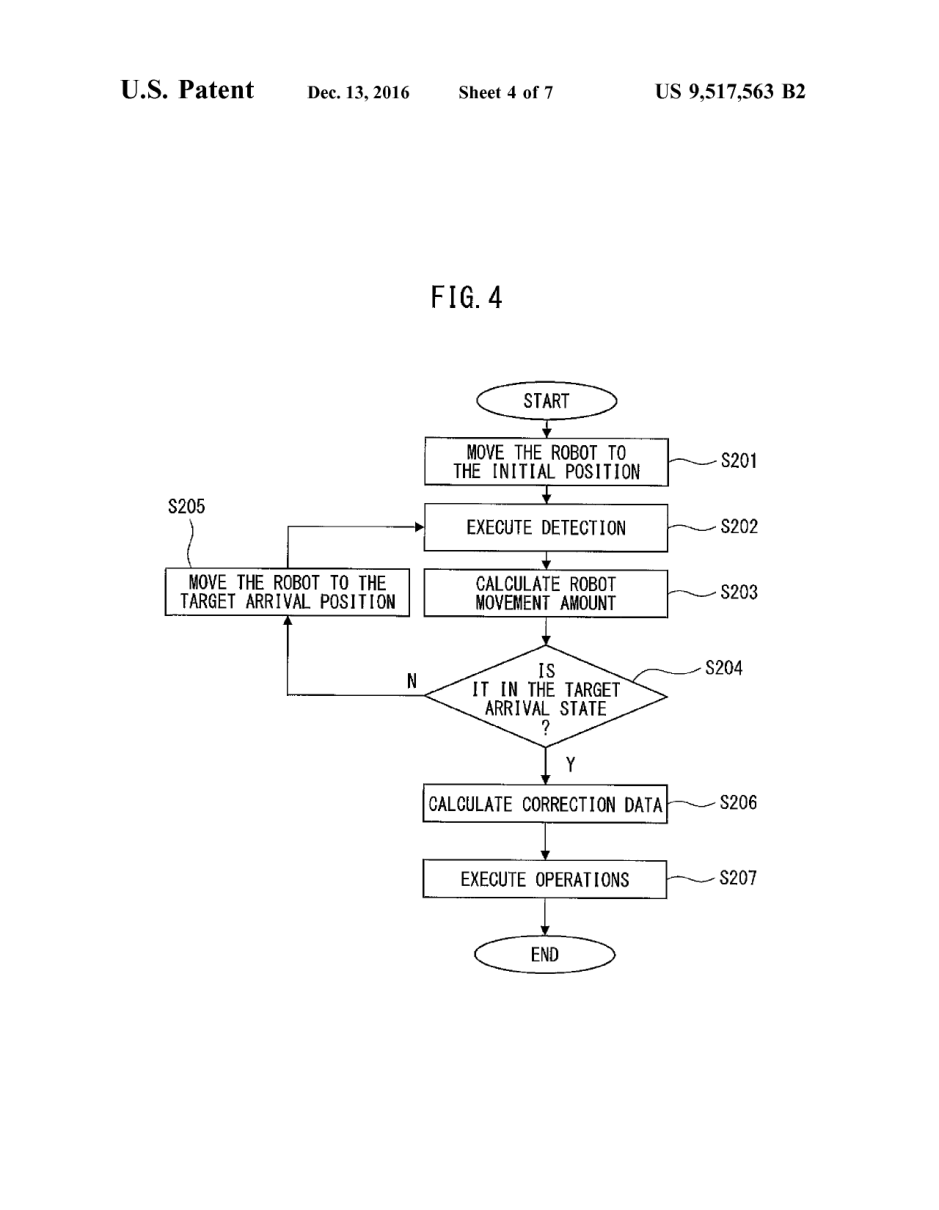 U.S. Patent Dec. 13, 2016 Sheet 4 of 7 US 9,517,563 B2
FIG. 4
START
MOVE THE ROBOT TO
THE INITIAL POSITION
S201
S205
EXECUTE DETECTION
S202
MOVE THE ROBOT TO THE
TARGET ARRIVAL POSITION
CALCULATE ROBOT
MOVEMENT AMOUNT
S203
N
IS
IT IN THE TARGET
ARRIVAL STATE
?
S204
Y
CALCULATE CORRECTION DATA
S206
EXECUTE OPERATIONS
S207
END